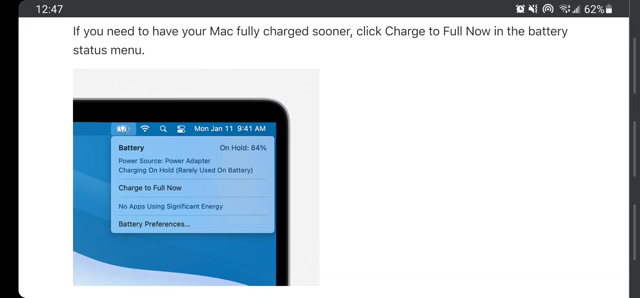 12:47
62%
If you need to have your Mac fully charged sooner, click Charge to Full Now in the battery
status menu.
Mon Jan 11 9:41 AM
Battery On Hold: 84%
Power Source: Power Adapter
Charging On Hold (Rarely Used On Battery)
Charge to Full Now
No Apps Using Significant Energy
Battery Preferences...